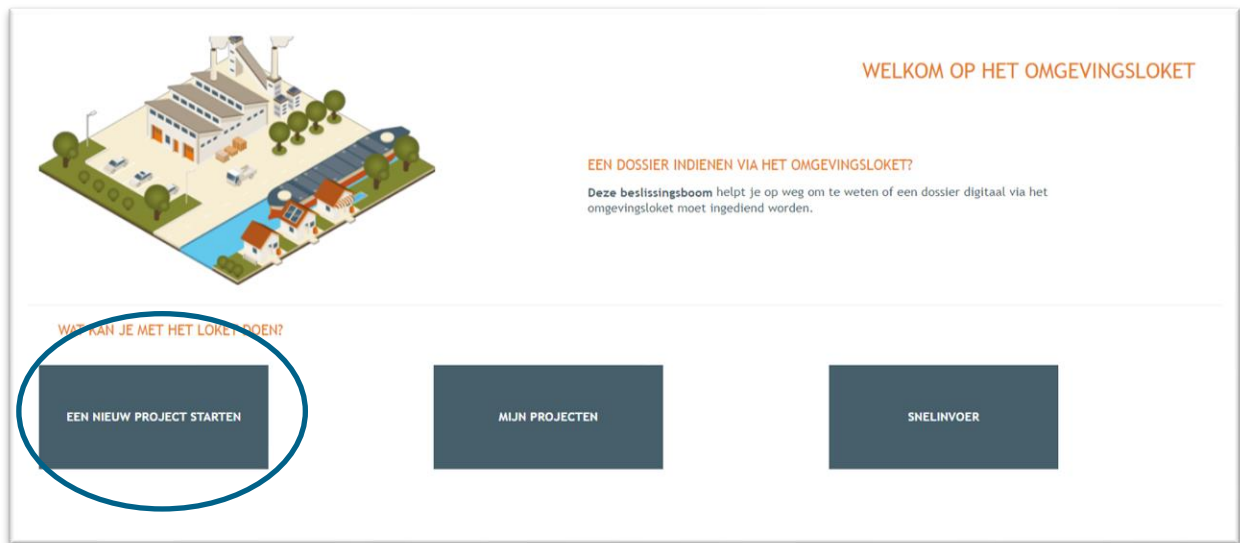 WELKOM OP HET OMGEVINGSLOKET
EEN DOSSIER INDIENEN VIA HET OMGEVINGSLOKET?
Deze beslissingsboom helpt je op weg om te weten of een dossier digitaal via het
omgevingsloket moet ingediend worden.
WAT KAN JE MET HET LOKET DOEN?
EEN NIEUW PROJECT STARTEN
MIJN PROJECTEN
SNELINVOER